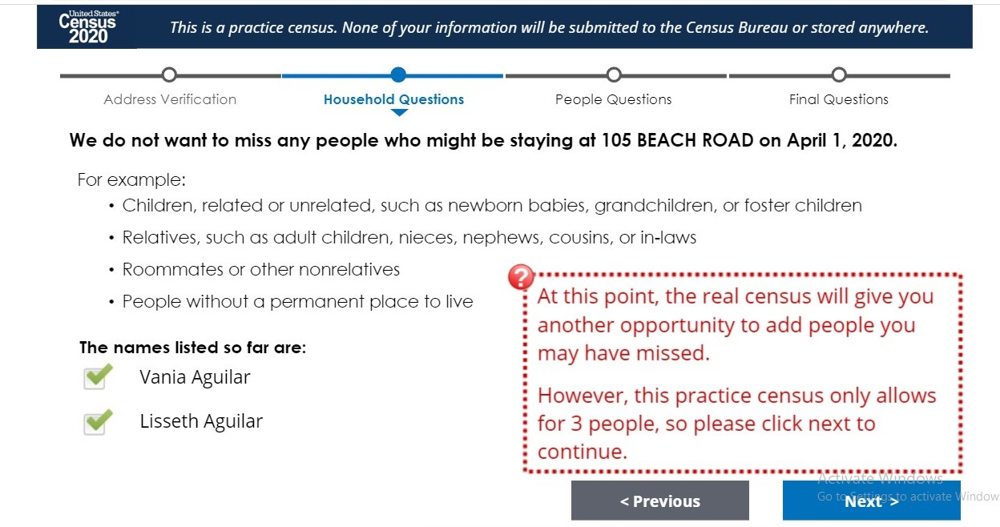 United States®
Census
2020
This is a practice census. None of your information will be submitted to the Census Bureau or stored anywhere.
Address Verification
Household Questions
People Questions
Final Questions
We do not want to miss any people who might be staying at 105 BEACH ROAD on April 1, 2020.
For example:
• Children, related or unrelated, such as newborn babies, grandchildren, or foster children
• Relatives, such as adult children, nieces, nephews, cousins, or in-laws
• Roommates or other nonrelatives
• People without a permanent place to live
The names listed so far are:
Vania Aguilar
Lisseth Aguilar
?
At this point, the real census will give you
another opportunity to add people you
may have missed.
However, this practice census only allows
for 3 people, so please click next to
continue.
Activate Windows
Go to Settings to activate Window
< Previous
Next >